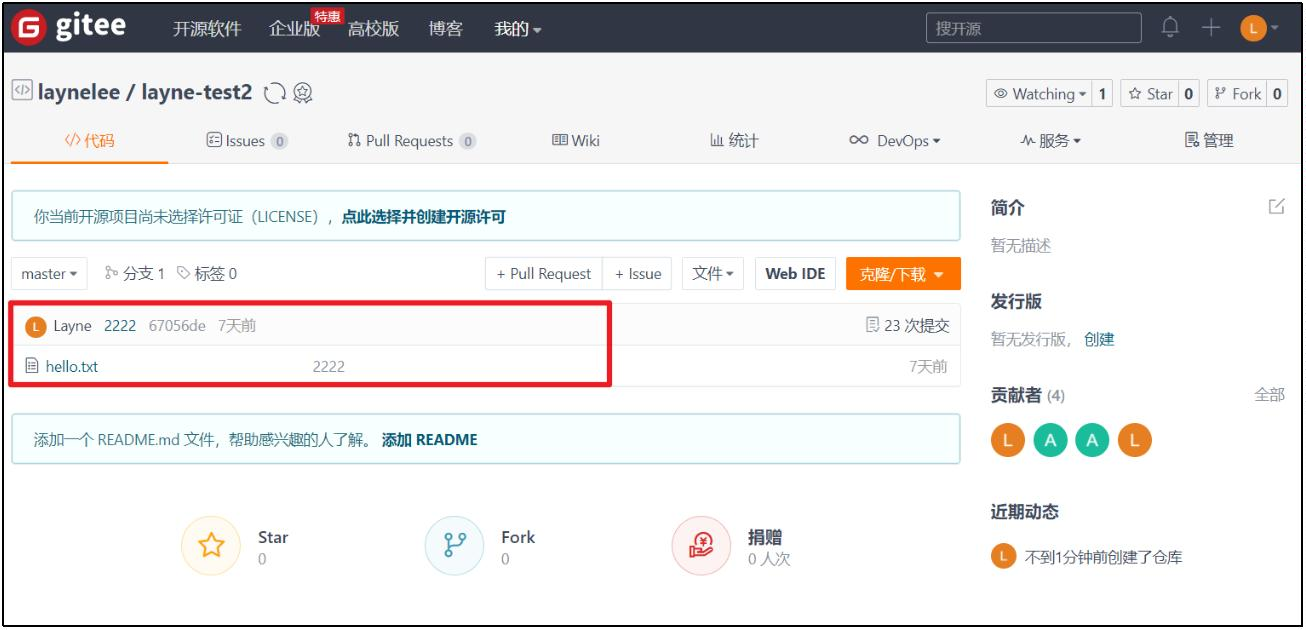 gitee 开源软件 企业版 特惠 高校版 博客 我的 搜开源 L
laynelee / layne-test2 Watching 1 Star 0 Fork 0
代码 Issues 0 Pull Requests 0 Wiki 统计 DevOps 服务 管理
你当前开源项目尚未选择许可证（LICENSE），点此选择并创建开源许可
master 分支 1 标签 0 + Pull Request + Issue 文件 Web IDE 克隆/下载
L Layne 2222 67056de 7天前 23 次提交
hello.txt 2222 7天前
添加一个 README.md 文件，帮助感兴趣的人了解。 添加 README
Star
0
Fork
0
捐赠
0 人次
简介
暂无描述
发行版
暂无发行版， 创建
贡献者 (4) 全部
L A A L
近期动态
L 不到1分钟前创建了仓库